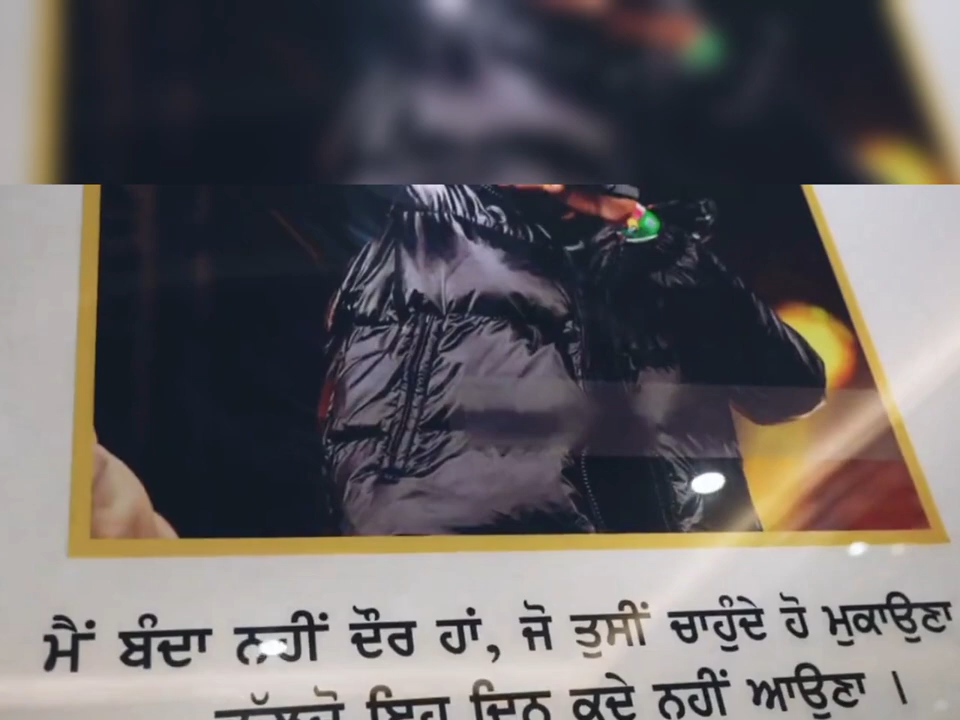 ਮੈਂ ਬੰਦਾ ਨਹੀਂ ਦੌਰ ਹਾਂ, ਜੋ ਤੁਸੀਂ ਚਾਹੁੰਦੇ ਹੋ ਮੁਕਾਉਣਾ
ਇਹ ਦਿਨ ਕਦੇ ਨਹੀਂ ਆਉਣਾ ।